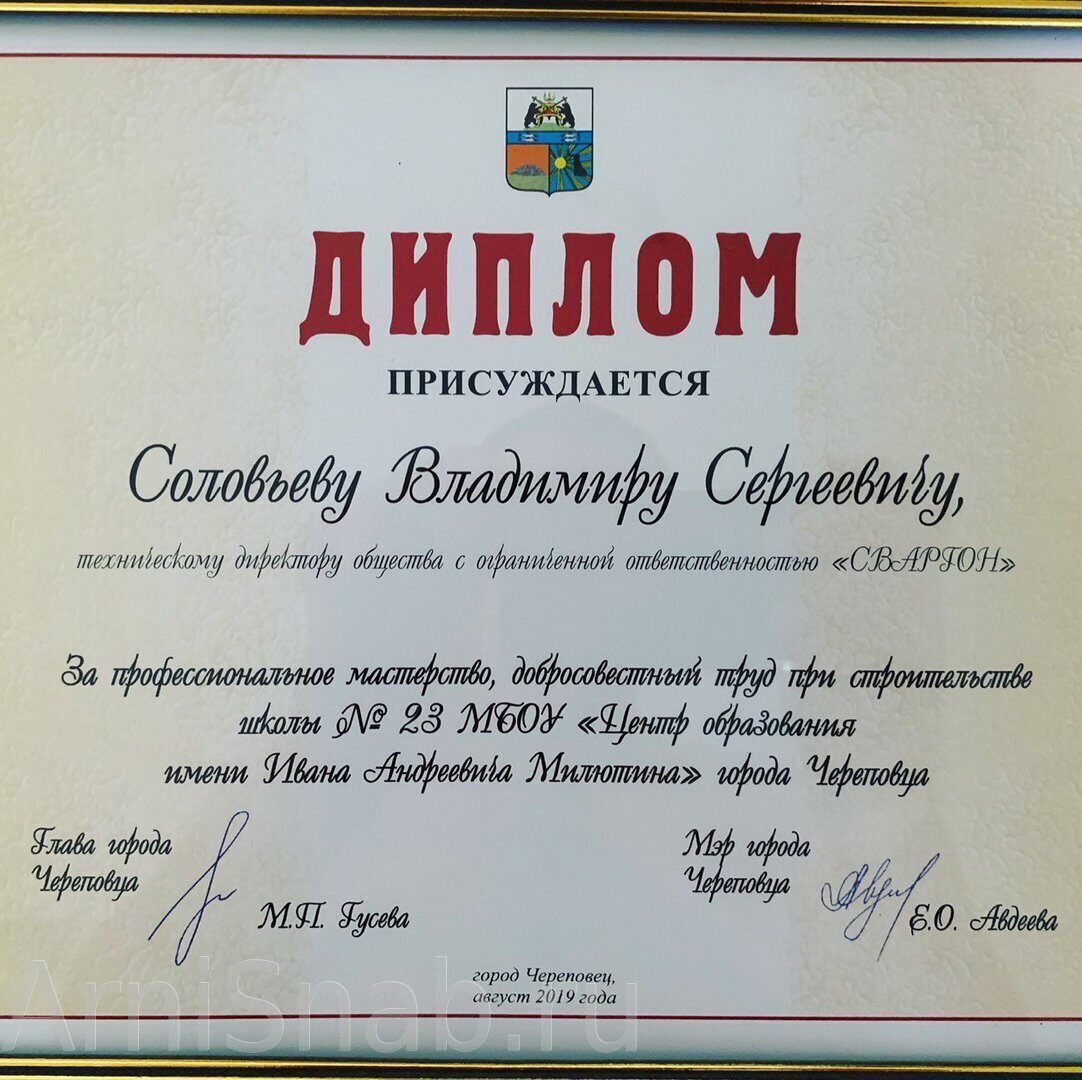 ДИПЛОМ
ПРИСУЖДАЕТСЯ
Соловьеву Владимиру Сергеевичу,
техническому директору общества с ограниченной ответственностью «СВАРГОН»
За профессиональное мастерство, добросовестный труд при строительстве
школы № 23 МБОУ «Центр образования
имени Ивана Андреевича Милютина» города Череповца
Глава города
Череповца
М.П. Гусева
Мэр города
Череповца
Е.О. Авдеева
город Череповец,
август 2019 года
ArniSnab.ru